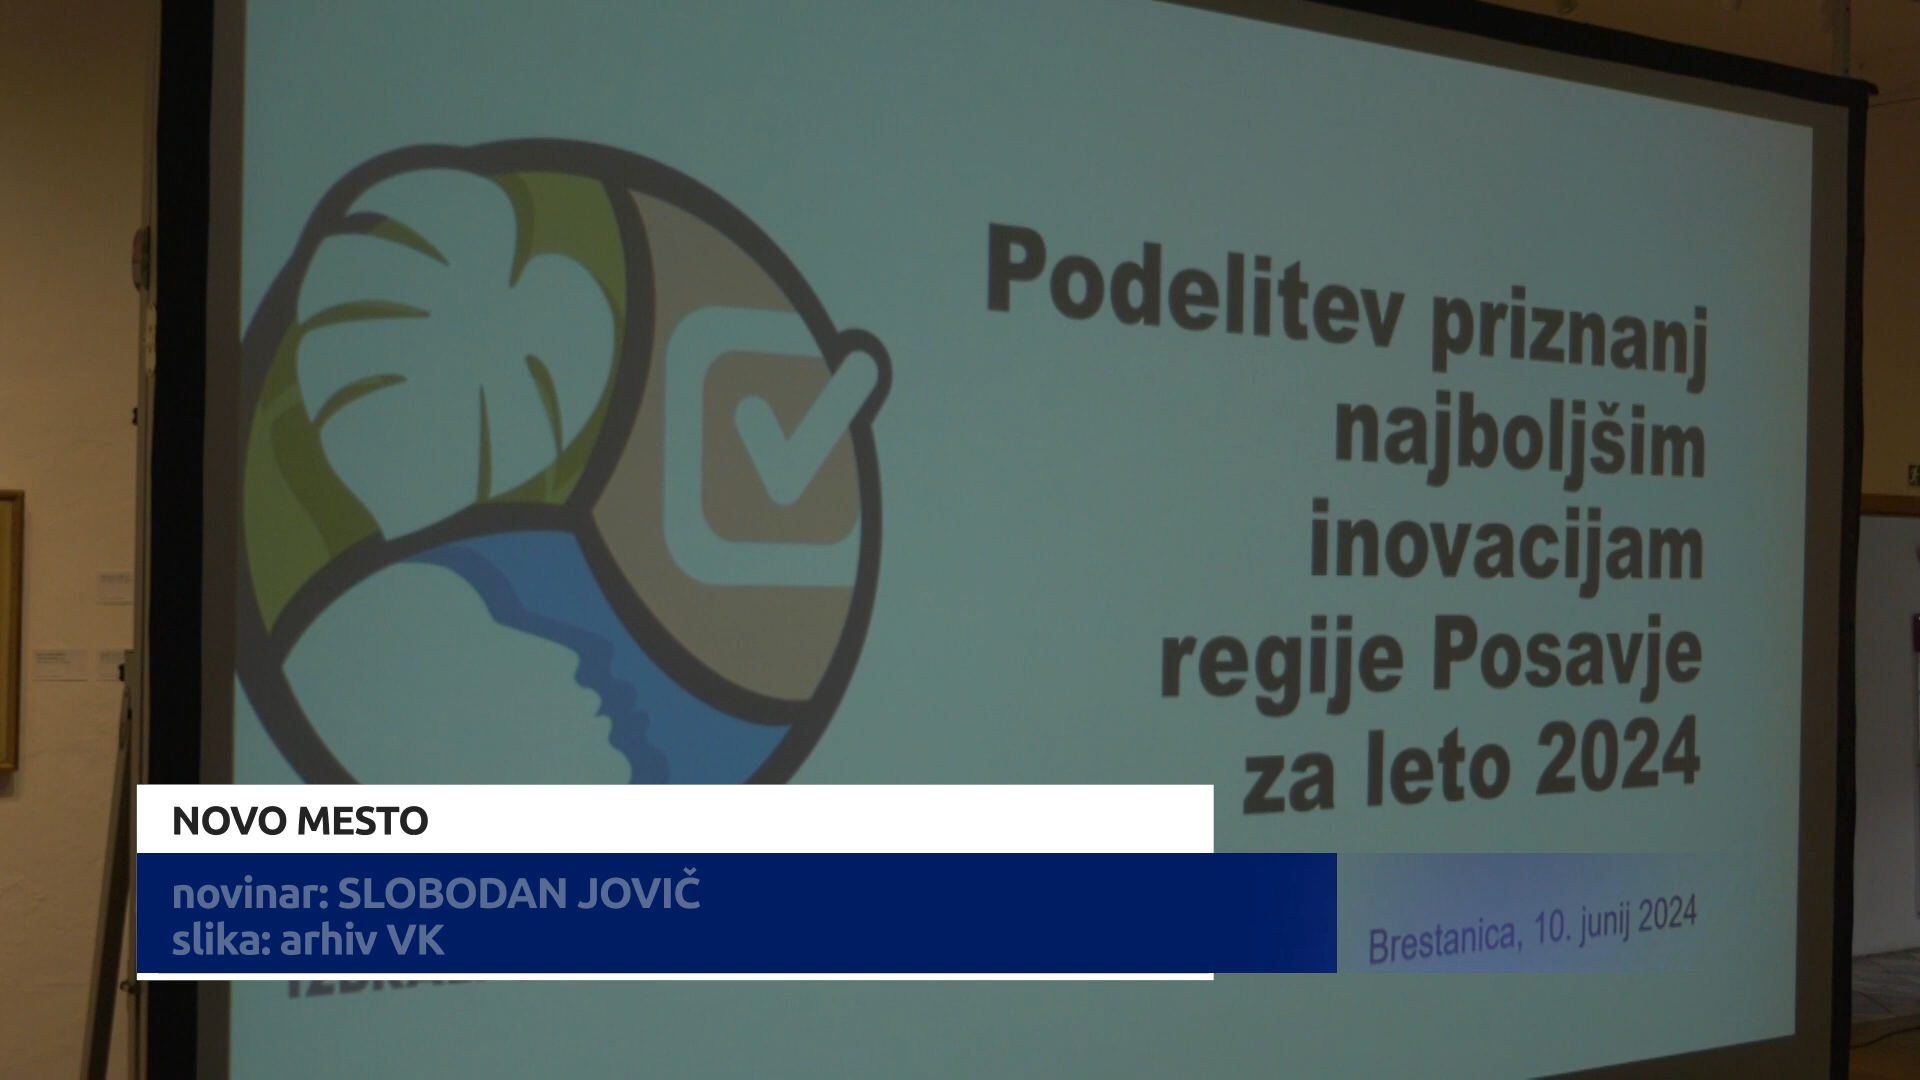 Podelitev priznanj
najboljšim
inovacijam
regije Posavje
za leto 2024
Brestanica, 10. junij 2024
NOVO MESTO
novinar: SLOBODAN JOVIČ
slika: arhiv VK